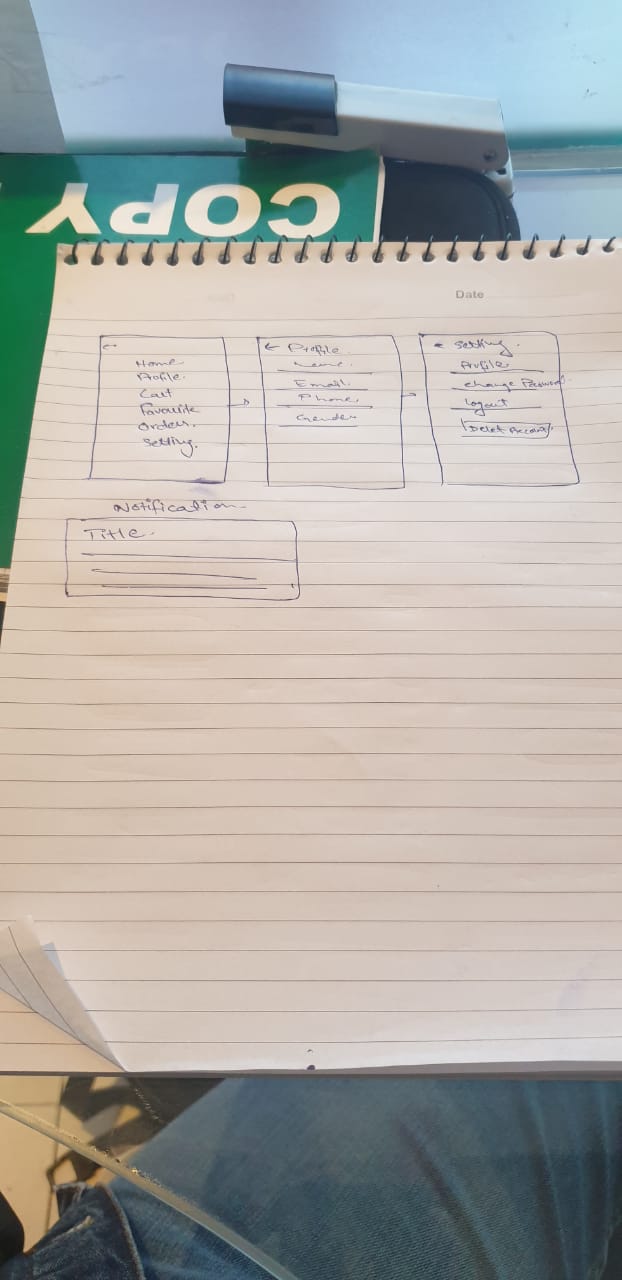 COPY
Date
←
Home
Profile.
Cart
Favourite
Orders.
Setting.
← Profile.
Name.
Email.
Phone.
Gender
← Setting.
Profile
Change Password.
Logout
Delet Account.
Notification
Title.